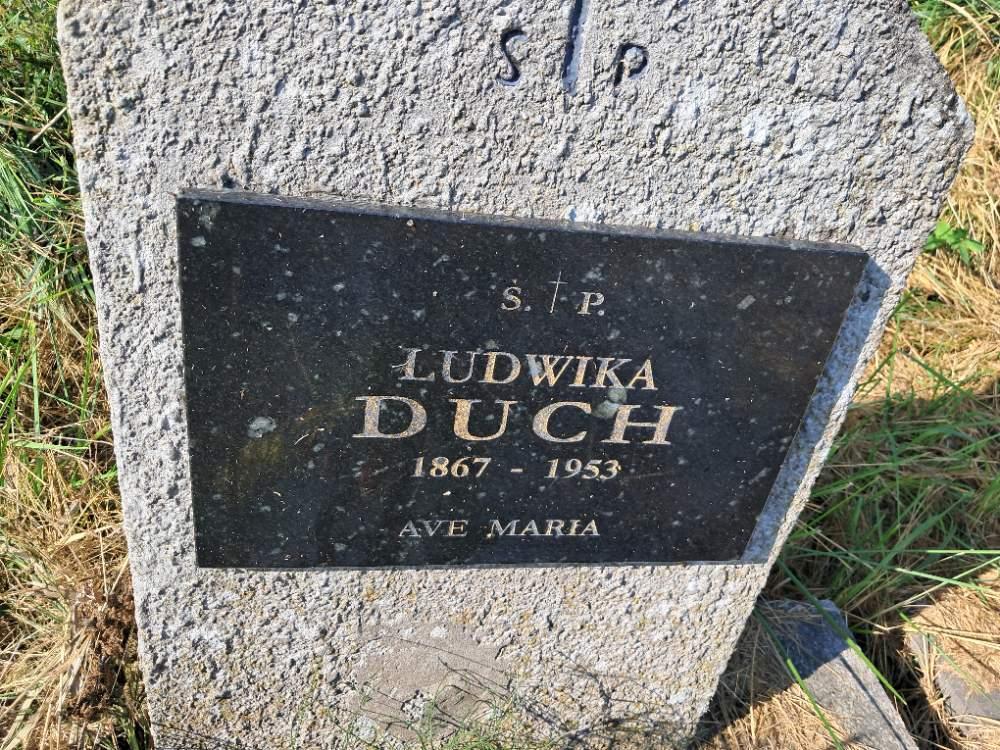 S P
Ś. † P.
LUDWIKA
DUCH
1867 - 1953
AVE MARIA